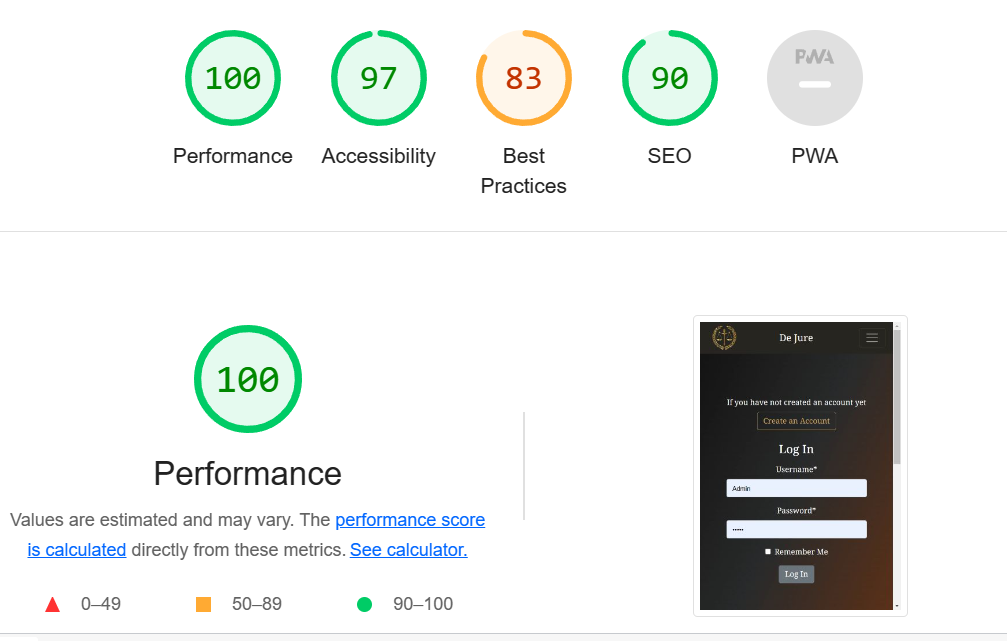 100 97 83 90 PWA
Performance Accessibility Best Practices SEO PWA
100
Performance
Values are estimated and may vary. The performance score
is calculated directly from these metrics. See calculator.
0–49 50–89 90–100
De Jure
If you have not created an account yet
Create an Account
Log In
Username*
Admin
Password*
•••••
Remember Me
Log In